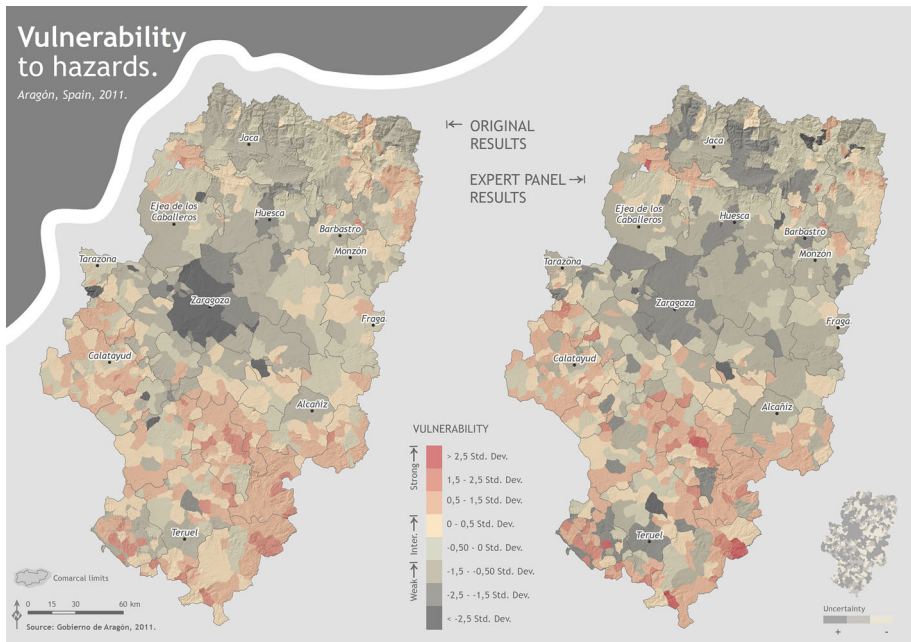 Vulnerability
to hazards.
Aragón, Spain, 2011.
ORIGINAL
RESULTS
EXPERT PANEL
RESULTS
Jaca
Ejea de los
Caballeros
Huesca
Barbastro
Monzón
Tarazona
Zaragoza
Fraga
Calatayud
Alcañiz
Teruel
Jaca
Ejea de los
Caballeros
Huesca
Barbastro
Monzón
Tarazona
Zaragoza
Fraga
Calatayud
Alcañiz
Teruel
VULNERABILITY
Strong
Inter.
Weak
> 2,5 Std. Dev.
1,5 - 2,5 Std. Dev.
0,5 - 1,5 Std. Dev.
0 - 0,5 Std. Dev.
-0,50 - 0 Std. Dev.
-1,5 - -0,50 Std. Dev.
-2,5 - -1,5 Std. Dev.
< -2,5 Std. Dev.
Comarcal limits
0 15 30 60 km
N
Source: Gobierno de Aragón, 2011.
Uncertainty
+ -